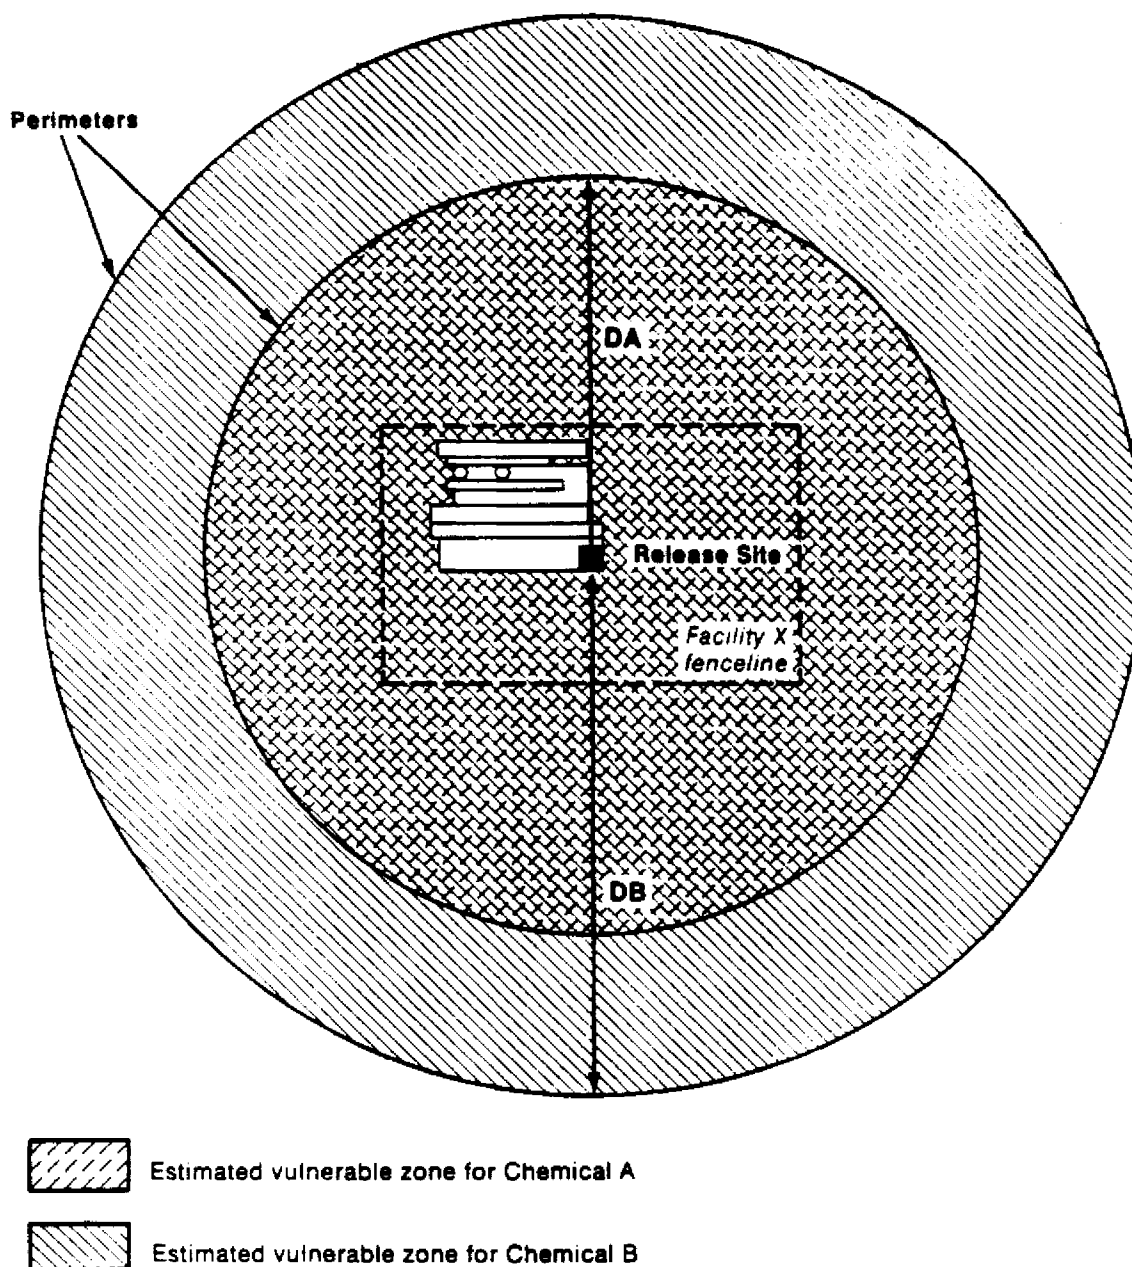 Perimeters
DA
Release Site
Facility X
fenceline
DB
Estimated vulnerable zone for Chemical A
Estimated vulnerable zone for Chemical B